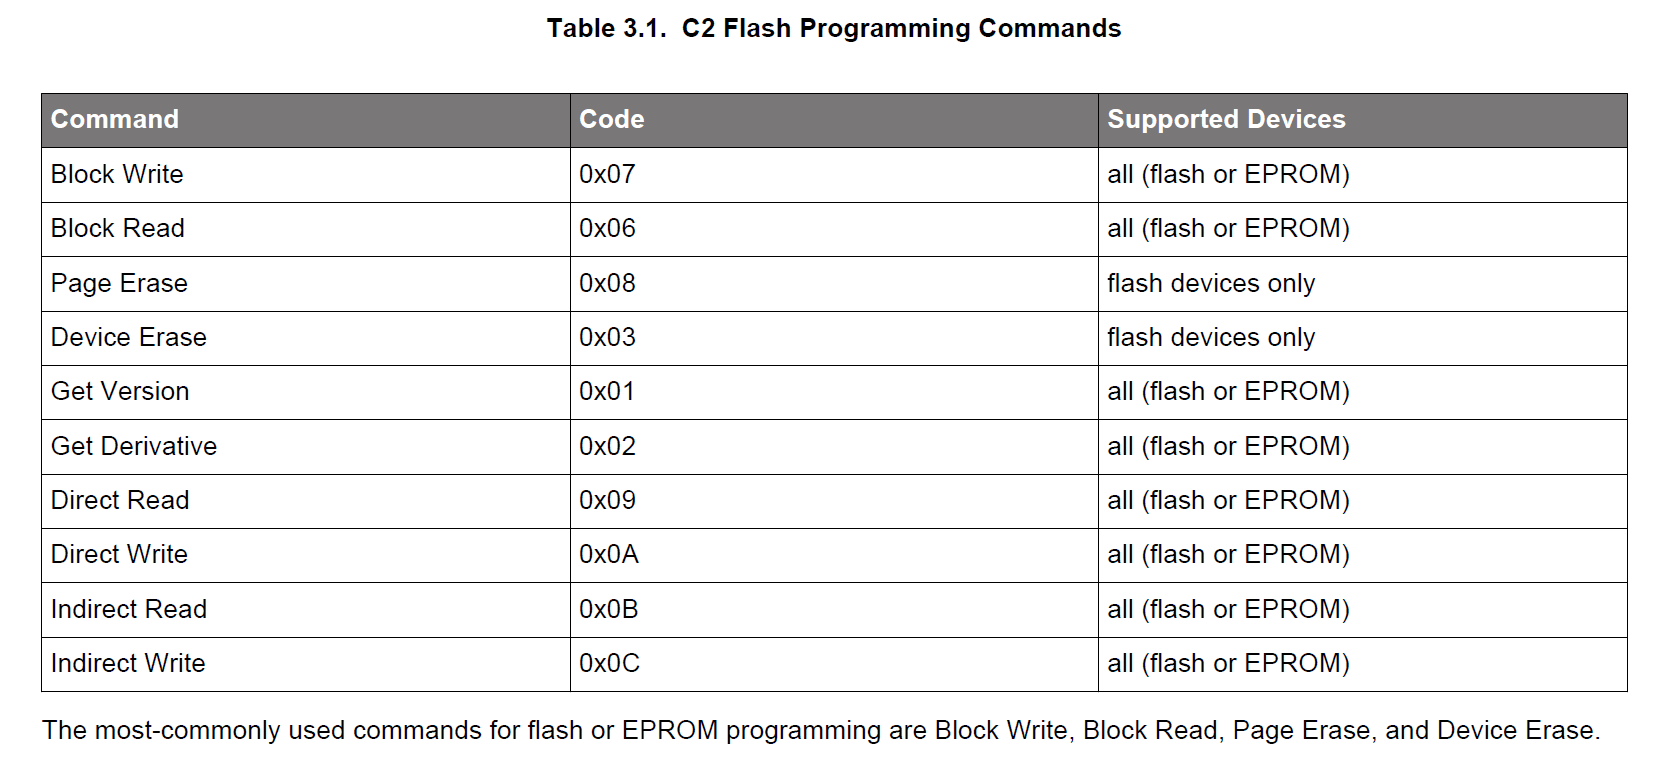 Table 3.1. C2 Flash Programming Commands
Command Code Supported Devices
Block Write 0x07 all (flash or EPROM)
Block Read 0x06 all (flash or EPROM)
Page Erase 0x08 flash devices only
Device Erase 0x03 flash devices only
Get Version 0x01 all (flash or EPROM)
Get Derivative 0x02 all (flash or EPROM)
Direct Read 0x09 all (flash or EPROM)
Direct Write 0x0A all (flash or EPROM)
Indirect Read 0x0B all (flash or EPROM)
Indirect Write 0x0C all (flash or EPROM)
The most-commonly used commands for flash or EPROM programming are Block Write, Block Read, Page Erase, and Device Erase.